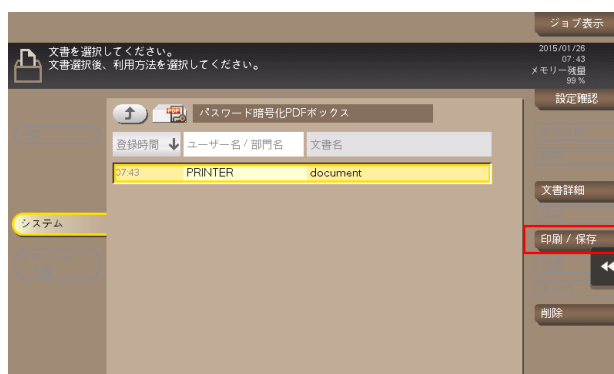 ジョブ表示
文書を選択してください。
文書選択後、利用方法を選択してください。
2015/01/26
07:43
メモリー残量
99 %
設定確認
パスワード暗号化PDFボックス
登録時間 ↓ ユーザー名 / 部門名 文書名
07:43 PRINTER document
文書詳細
システム
印刷 / 保存
削除